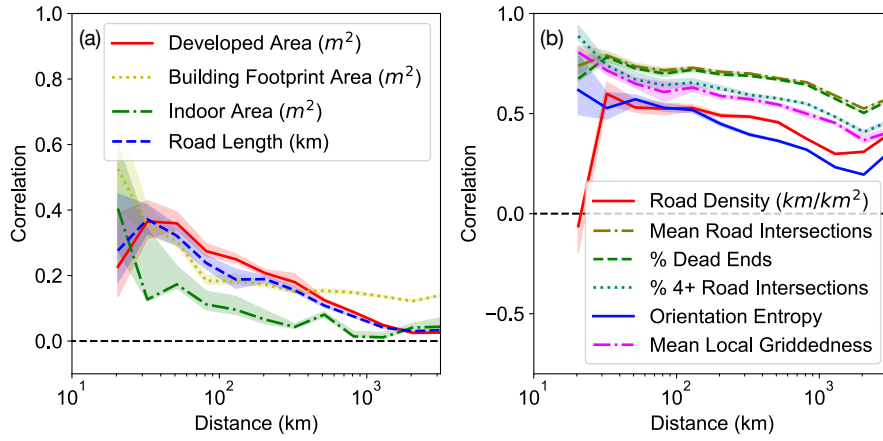 (a)
Developed Area (m²)
Building Footprint Area (m²)
Indoor Area (m²)
Road Length (km)
Correlation
1.0
0.8
0.6
0.4
0.2
0.0
10¹
10²
10³
Distance (km)
(b)
Correlation
1.0
0.5
0.0
−0.5
Road Density (km/km²)
Mean Road Intersections
% Dead Ends
% 4+ Road Intersections
Orientation Entropy
Mean Local Griddedness
10¹
10²
10³
Distance (km)